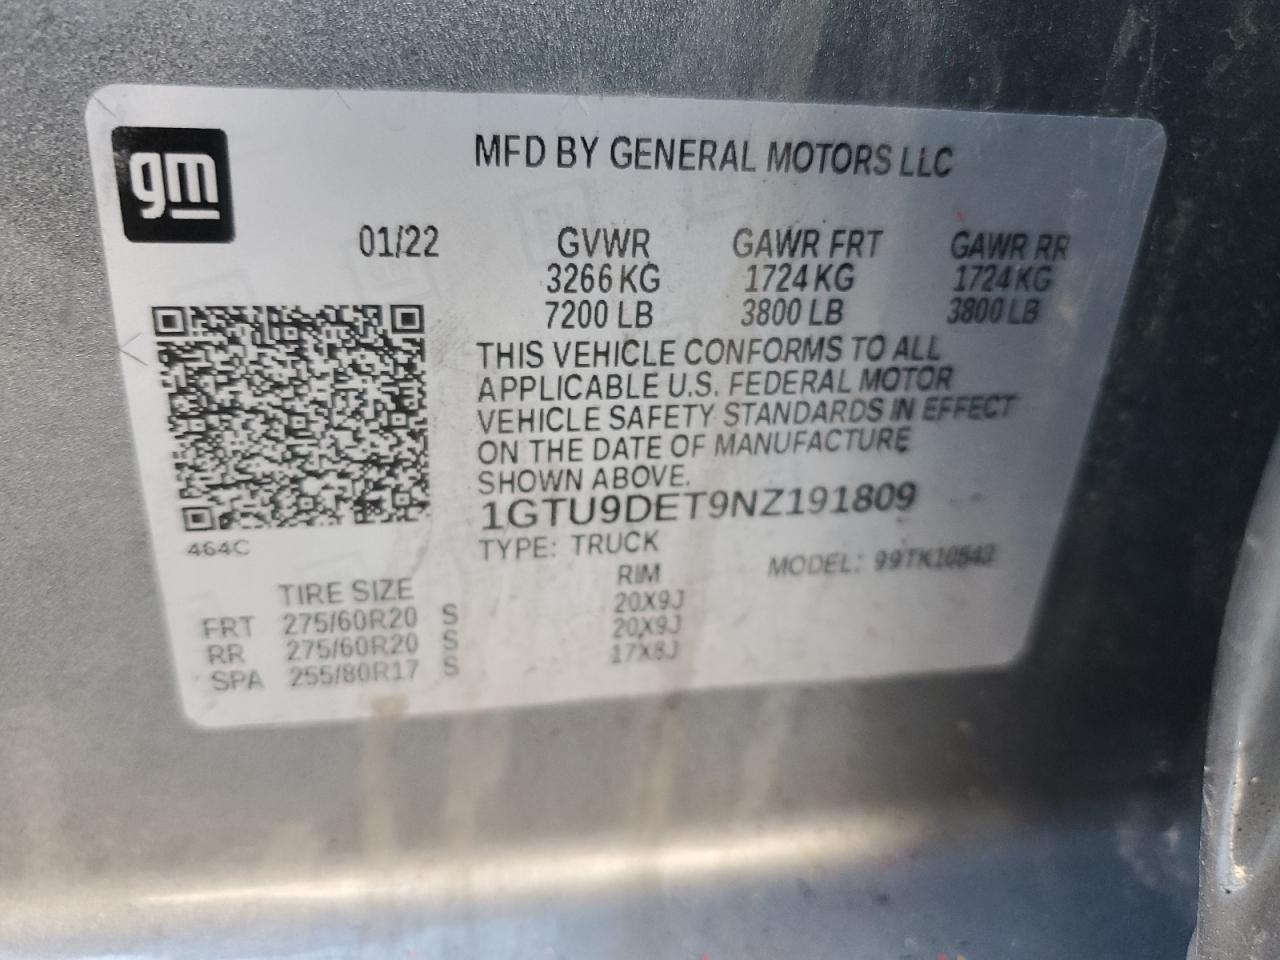 gm
MFD BY GENERAL MOTORS LLC
01/22 GVWR GAWR FRT GAWR RR
3266 KG 1724 KG 1724 KG
7200 LB 3800 LB 3800 LB
THIS VEHICLE CONFORMS TO ALL
APPLICABLE U.S. FEDERAL MOTOR
VEHICLE SAFETY STANDARDS IN EFFECT
ON THE DATE OF MANUFACTURE
SHOWN ABOVE.
1GTU9DET9NZ191809
464C
TYPE: TRUCK MODEL: 99TK10543
TIRE SIZE RIM
FRT 275/60R20 S 20X9J
RR 275/60R20 S 20X9J
SPA 255/80R17 S 17X8J